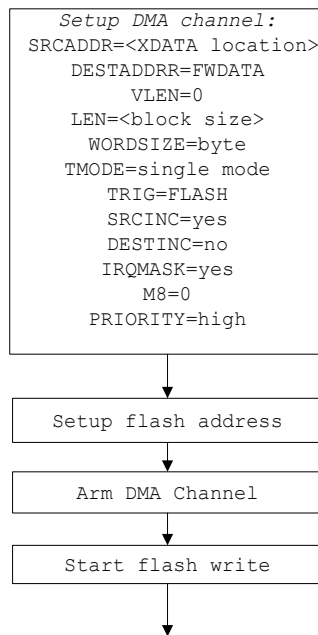 Setup DMA channel:
SRCADDR=<XDATA location>
DESTADDRR=FWDATA
VLEN=0
LEN=<block size>
WORDSIZE=byte
TMODE=single mode
TRIG=FLASH
SRCINC=yes
DESTINC=no
IRQMASK=yes
M8=0
PRIORITY=high
Setup flash address
Arm DMA Channel
Start flash write